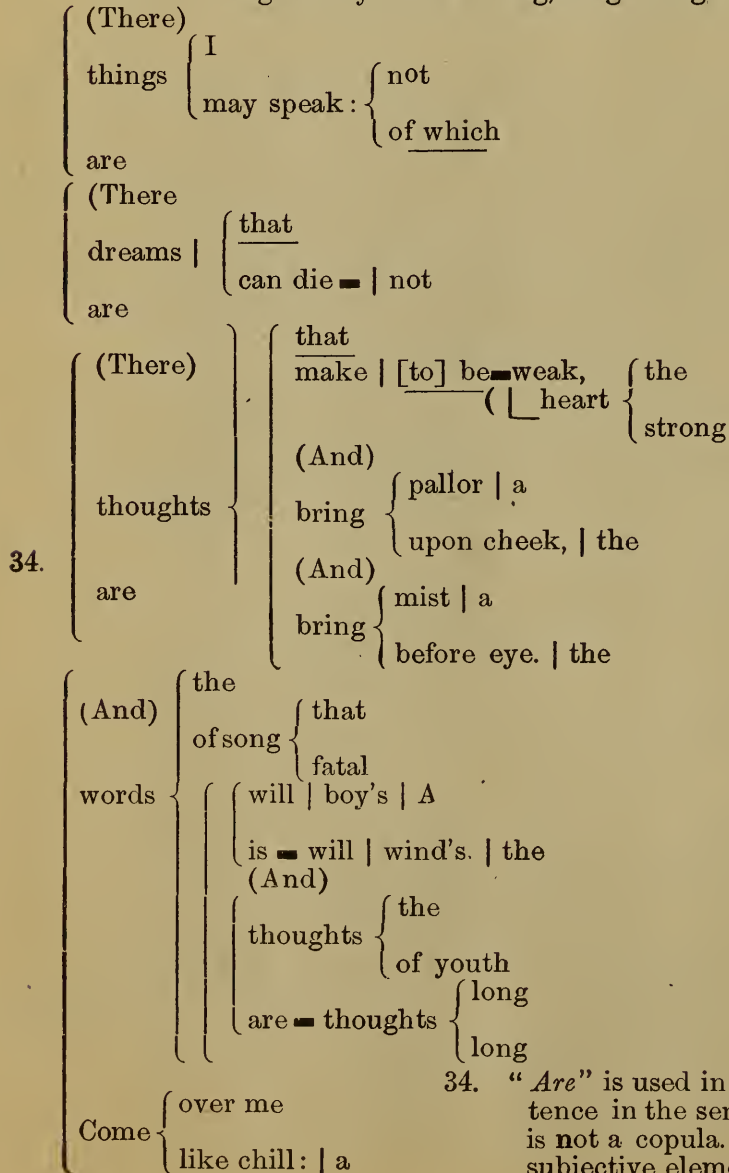 (There)
I
things
not
may speak :
of which
are
(There
that
dreams |
can die ▬ | not
are
that
(There)
make | [to] be▬weak,
the
( heart
strong
(And)
pallor | a
thoughts
bring
upon cheek, | the
34.
(And)
are
mist | a
bring
before eye. | the
the
(And)
that
of song
fatal
words
will | boy's | A
is ▬ will | wind's. | the
(And)
the
thoughts
of youth
long
are ▬ thoughts
long
34. “ Are” is used in
over me
tence in the sen
Come
is not a copula.
like chill: | a
subjective eleme